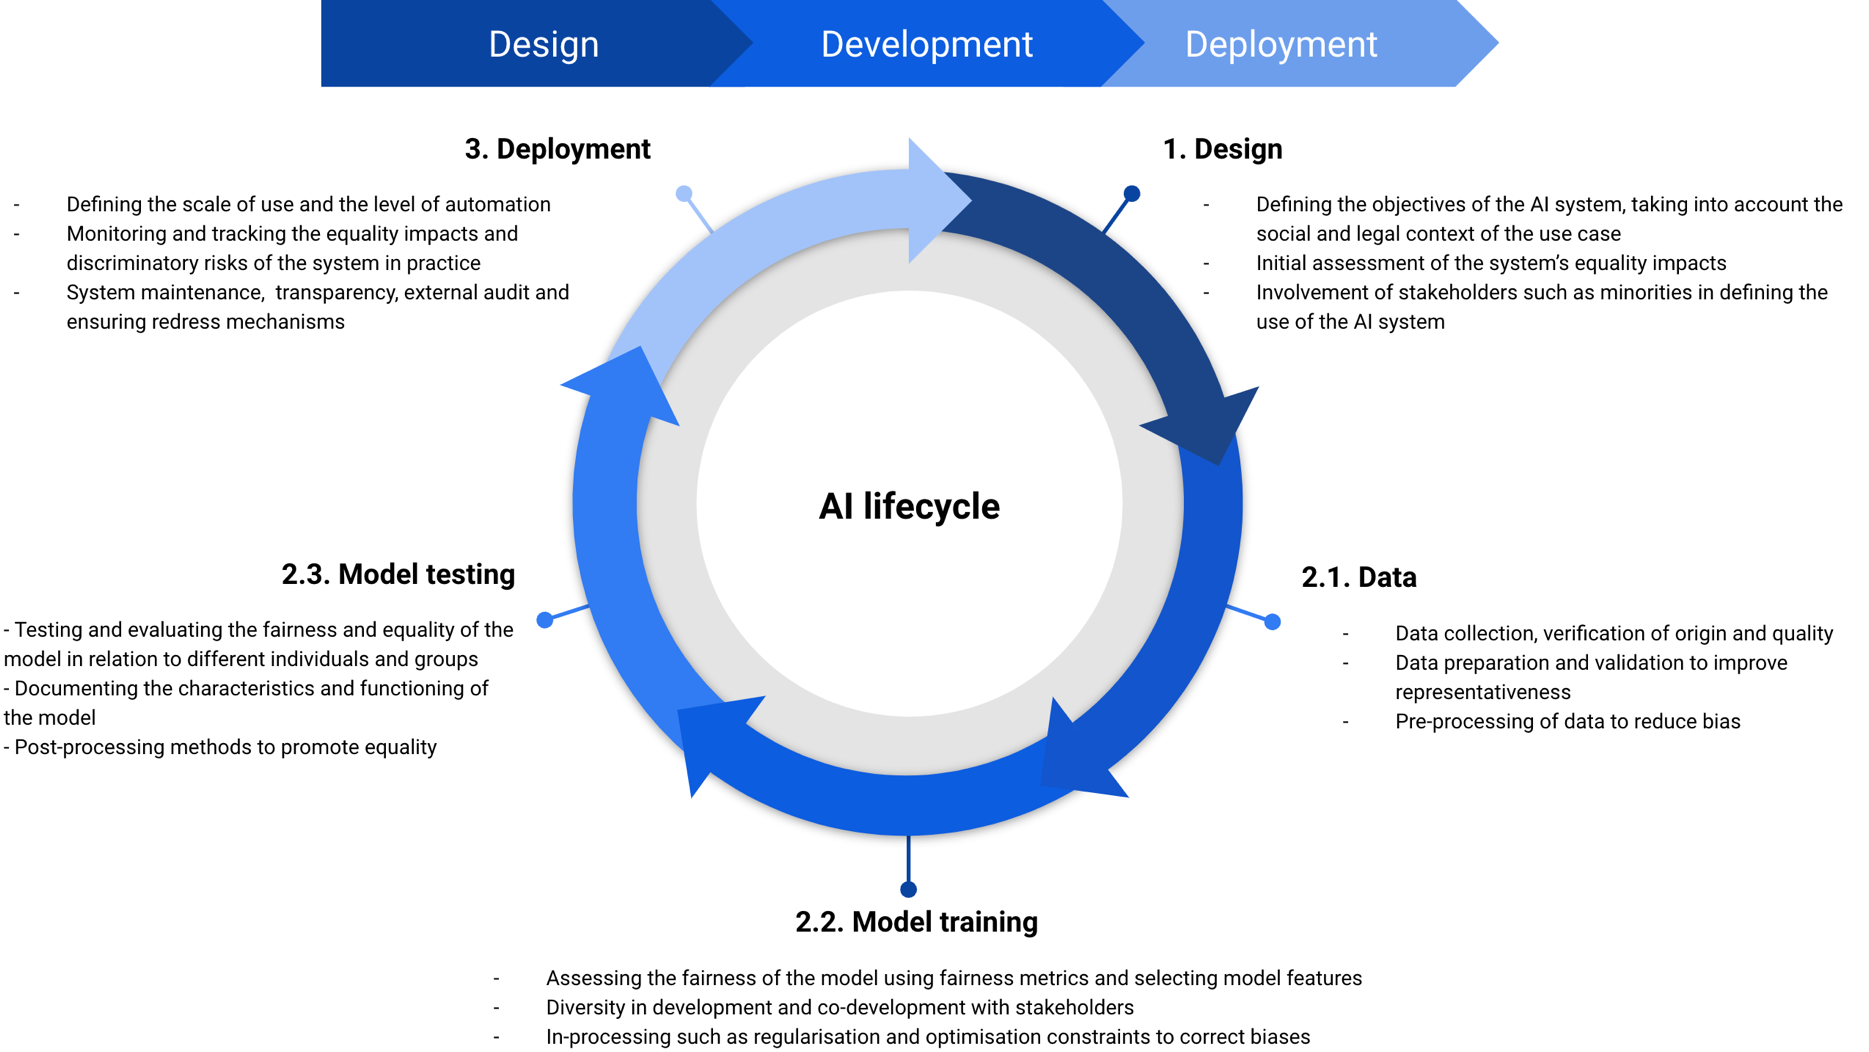 Design
Development
Deployment
3. Deployment
- Defining the scale of use and the level of automation
- Monitoring and tracking the equality impacts and
discriminatory risks of the system in practice
- System maintenance,  transparency, external audit and
ensuring redress mechanisms
1. Design
- Defining the objectives of the AI system, taking into account the
social and legal context of the use case
- Initial assessment of the system’s equality impacts
- Involvement of stakeholders such as minorities in defining the
use of the AI system
AI lifecycle
2.3. Model testing
- Testing and evaluating the fairness and equality of the
model in relation to different individuals and groups
- Documenting the characteristics and functioning of
the model
- Post-processing methods to promote equality
2.1. Data
- Data collection, verification of origin and quality
- Data preparation and validation to improve
representativeness
- Pre-processing of data to reduce bias
2.2. Model training
- Assessing the fairness of the model using fairness metrics and selecting model features
- Diversity in development and co-development with stakeholders
- In-processing such as regularisation and optimisation constraints to correct biases